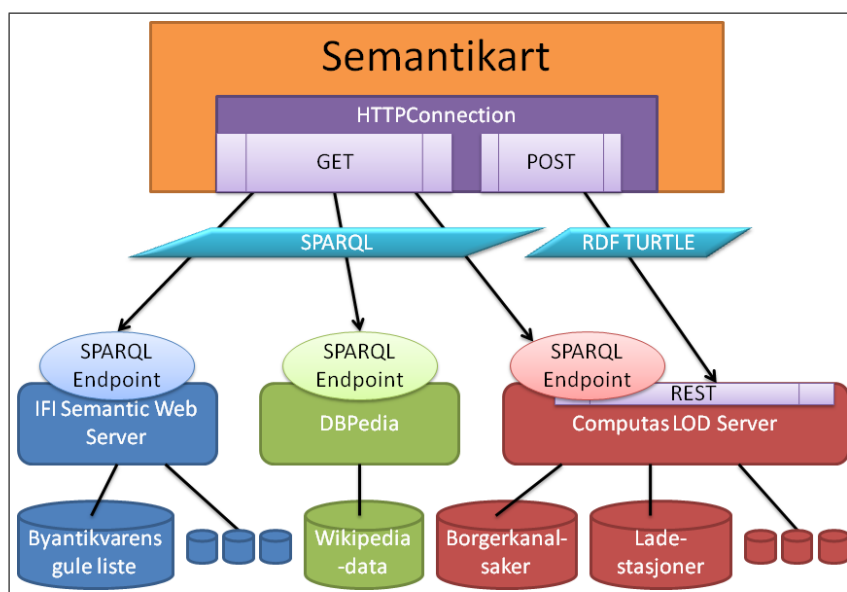 Semantikart
HTTPConnection
GET
POST
SPARQL
RDF TURTLE
SPARQL
Endpoint
SPARQL
Endpoint
SPARQL
Endpoint
IFI Semantic Web
Server
DBPedia
REST
Computas LOD Server
Byantikvarens
gule liste
Wikipedia
-data
Borgerkanal-
saker
Lade-
stasjoner